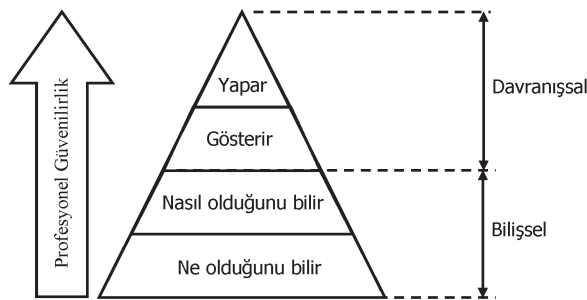 Profesyonel Güvenilirlik
Yapar
Gösterir
Nasıl olduğunu bilir
Ne olduğunu bilir
Davranışsal
Bilişsel